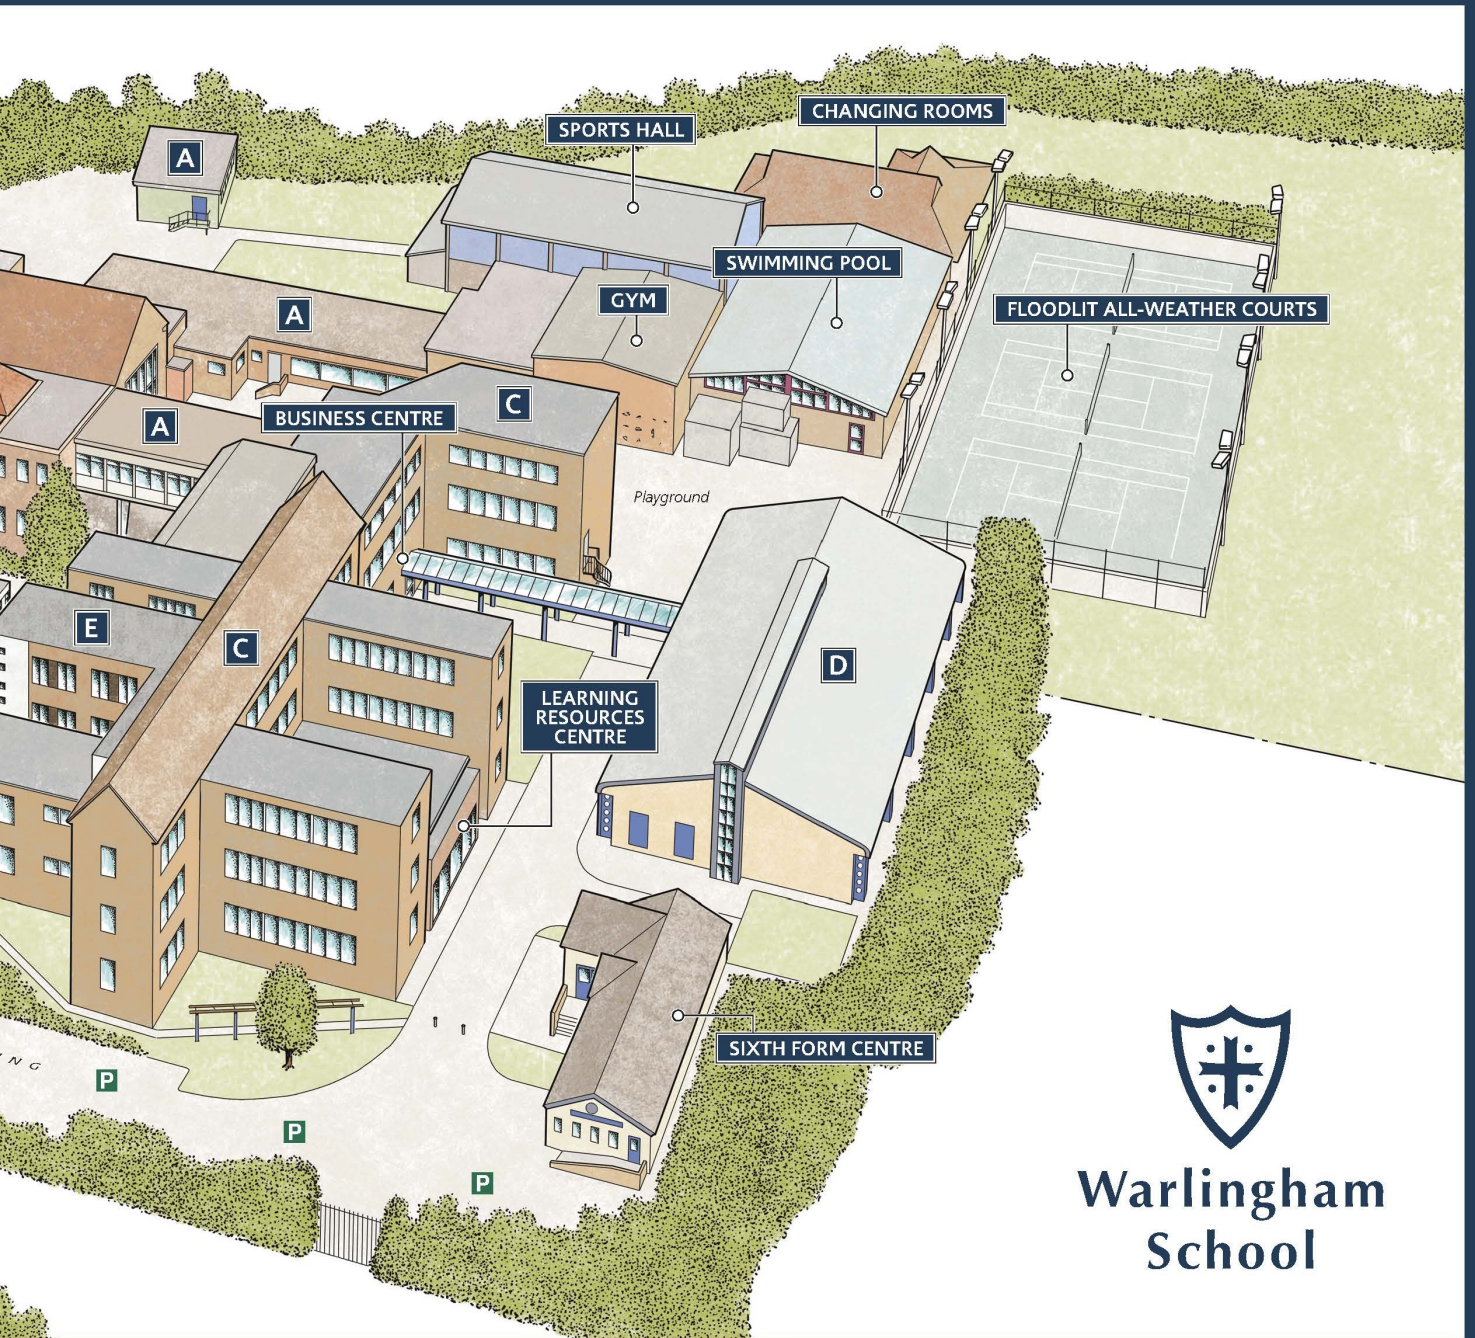 CHANGING ROOMS
SPORTS HALL
A
SWIMMING POOL
GYM
FLOODLIT ALL-WEATHER COURTS
A
C
BUSINESS CENTRE
A
Playground
E
C
D
LEARNING
RESOURCES
CENTRE
SIXTH FORM CENTRE
NG
P
P
P
Warlingham
School